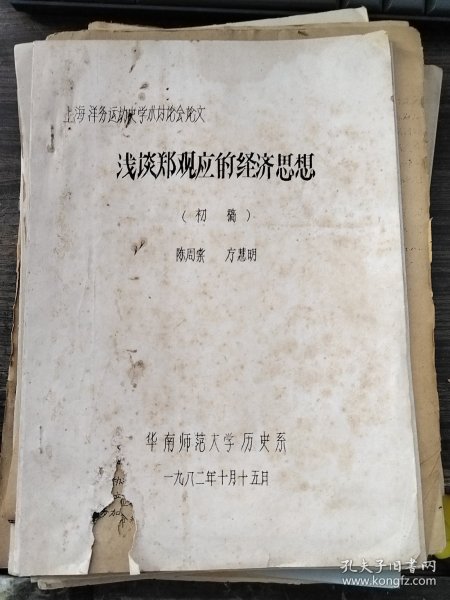 上海洋务运动史学术讨论会论文
浅谈郑观应的经济思想
（初稿）
陈周棠 方慧明
华南师范大学历史系
一九八二年十月十五日
孔夫子旧书网
www.kongfz.com